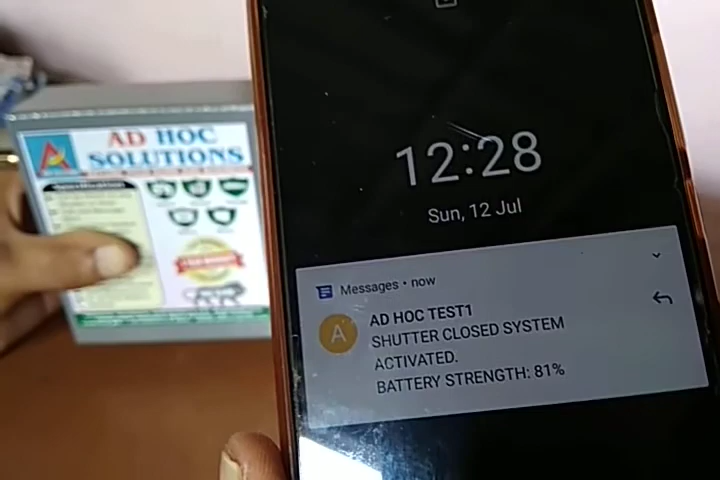 AD HOC
SOLUTIONS
12:28
Sun, 12 Jul
Messages • now
A
AD HOC TEST1
SHUTTER CLOSED SYSTEM
ACTIVATED.
BATTERY STRENGTH: 81%